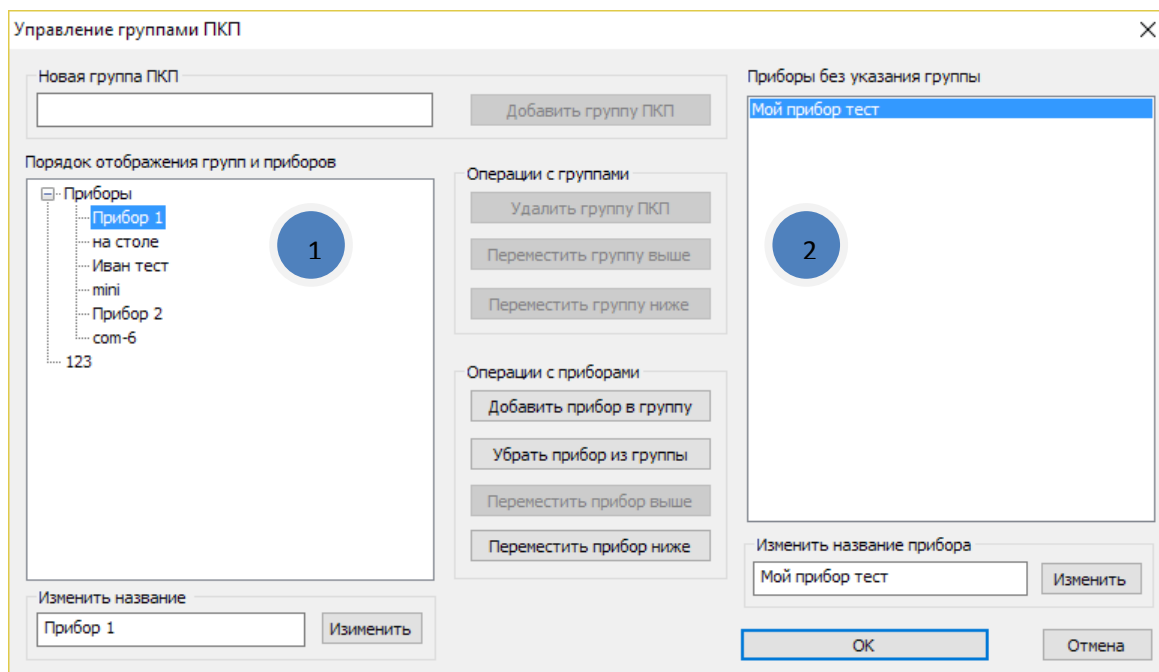 Управление группами ПКП
Новая группа ПКП
Добавить группу ПКП
Порядок отображения групп и приборов
Приборы
Прибор 1
на столе
Иван тест
mini
Прибор 2
com-6
123
1
Изменить название
Прибор 1
Изименить
Операции с группами
Удалить группу ПКП
Переместить группу выше
Переместить группу ниже
Операции с приборами
Добавить прибор в группу
Убрать прибор из группы
Переместить прибор выше
Переместить прибор ниже
Приборы без указания группы
Мой прибор тест
2
Изменить название прибора
Мой прибор тест
Изменить
OK
Отмена